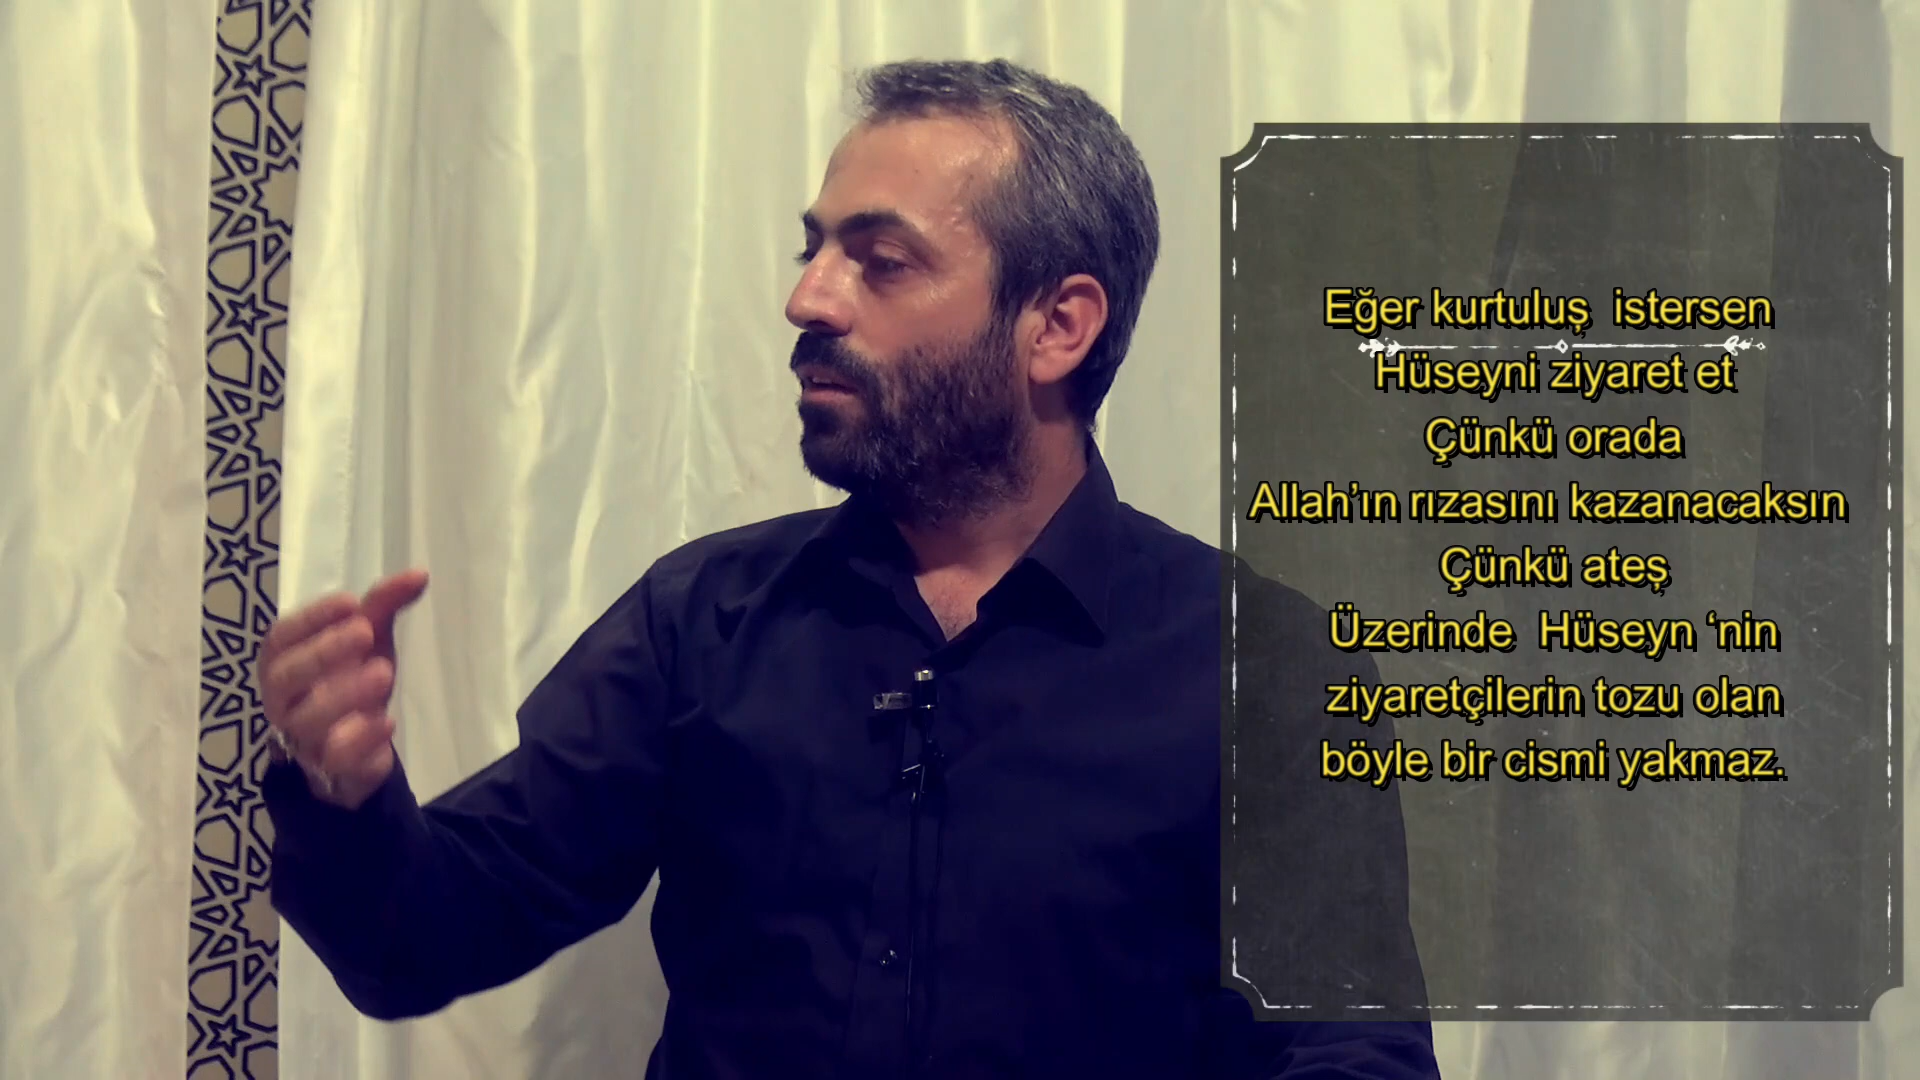 Eğer kurtuluş istersen
Hüseyni ziyaret et
Çünkü orada
Allah’ın rızasını kazanacaksın
Çünkü ateş
Üzerinde Hüseyn ‘nin
ziyaretçilerin tozu olan
böyle bir cismi yakmaz.